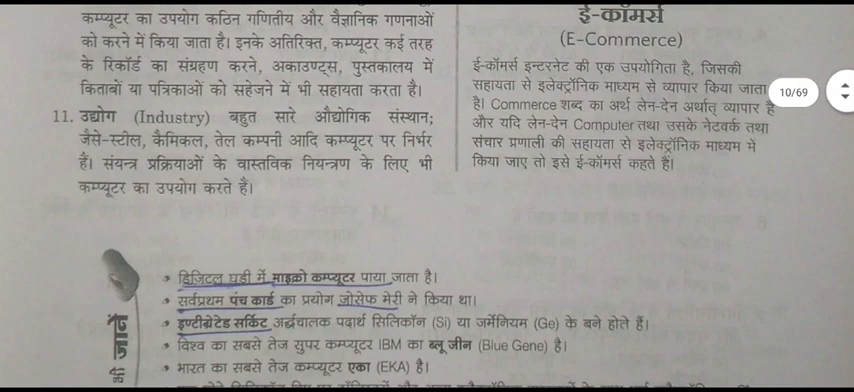 कम्प्यूटर का उपयोग कठिन गणितीय और वैज्ञानिक गणनाओं
को करने में किया जाता है। इनके अतिरिक्त, कम्प्यूटर कई तरह
के रिकॉर्ड का संग्रहण करने, अकाउण्ट्स, पुस्तकालय में
किताबों या पत्रिकाओं को सहेजने में भी सहायता करता है।
11. उद्योग (Industry) बहुत सारे औद्योगिक संस्थान;
जैसे-स्टील, कैमिकल, तेल कम्पनी आदि कम्प्यूटर पर निर्भर
हैं। संयन्त्र प्रक्रियाओं के वास्तविक नियन्त्रण के लिए भी
कम्प्यूटर का उपयोग करते हैं।
ई-कॉमर्स
(E-Commerce)
ई-कॉमर्स इन्टरनेट की एक उपयोगिता है, जिसकी
सहायता से इलेक्ट्रॉनिक माध्यम से व्यापार किया जाता
है। Commerce शब्द का अर्थ लेन-देन अर्थात् व्यापार है
और यदि लेन-देन Computer तथा उसके नेटवर्क तथा
संचार प्रणाली की सहायता से इलेक्ट्रॉनिक माध्यम में
किया जाए तो इसे ई-कॉमर्स कहते हैं।
10/69
भी जानें
• डिजिटल घड़ी में माइक्रो कम्प्यूटर पाया जाता है।
• सर्वप्रथम पंच कार्ड का प्रयोग जोसेफ मेरी ने किया था।
• इण्टीग्रेटेड सर्किट अर्द्धचालक पदार्थ सिलिकॉन (Si) या जर्मेनियम (Ge) के बने होते हैं।
• विश्व का सबसे तेज सुपर कम्प्यूटर IBM का ब्लू जीन (Blue Gene) है।
• भारत का सबसे तेज कम्प्यूटर एका (EKA) है।